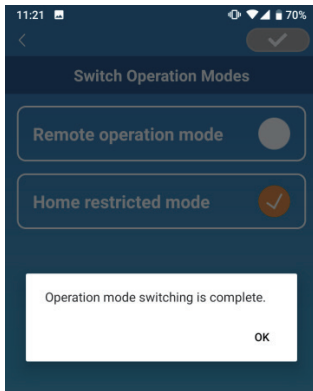 11:21 70%
Switch Operation Modes
Remote operation mode
Home restricted mode
Operation mode switching is complete.
OK